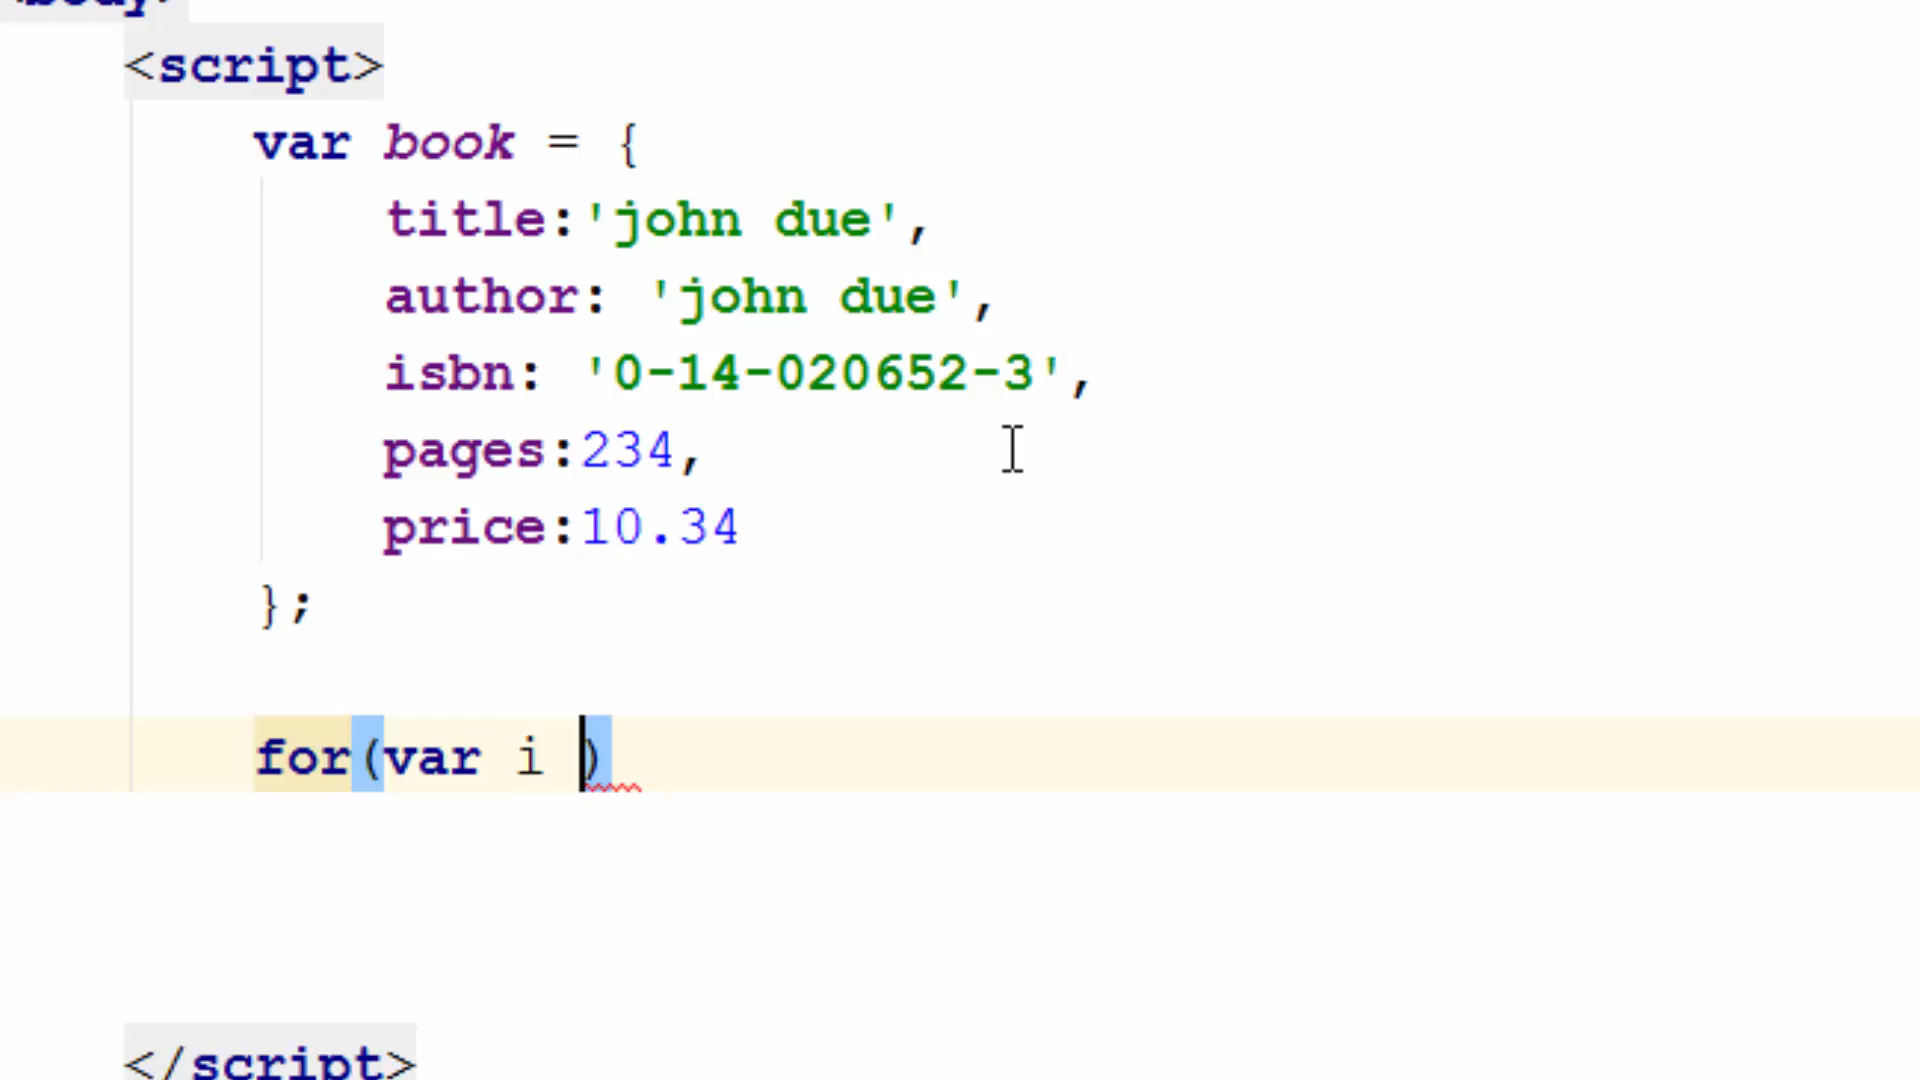 <body>
<script>
var book = {
title:'john due',
author: 'john due',
isbn: '0-14-020652-3',
pages:234,
price:10.34
};
for(var i )
</script>